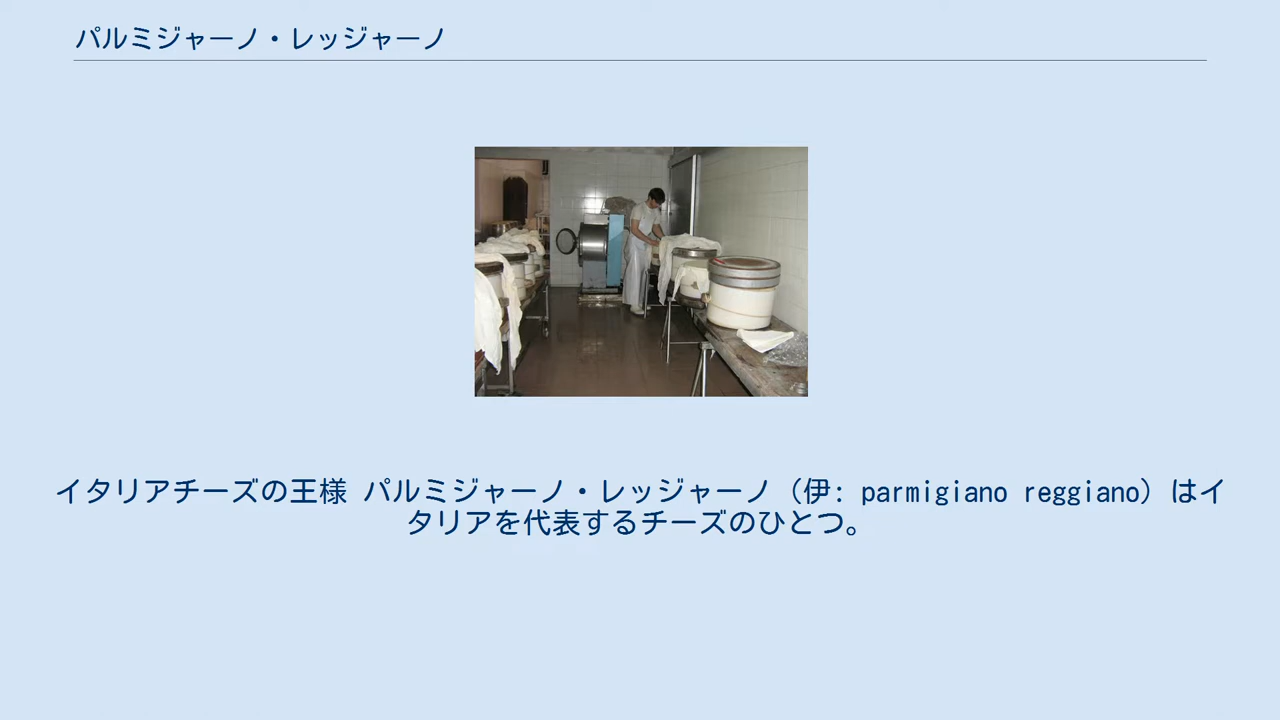 パルミジャーノ・レッジャーノ
イタリアチーズの王様 パルミジャーノ・レッジャーノ（伊: parmigiano reggiano）はイ
タリアを代表するチーズのひとつ。